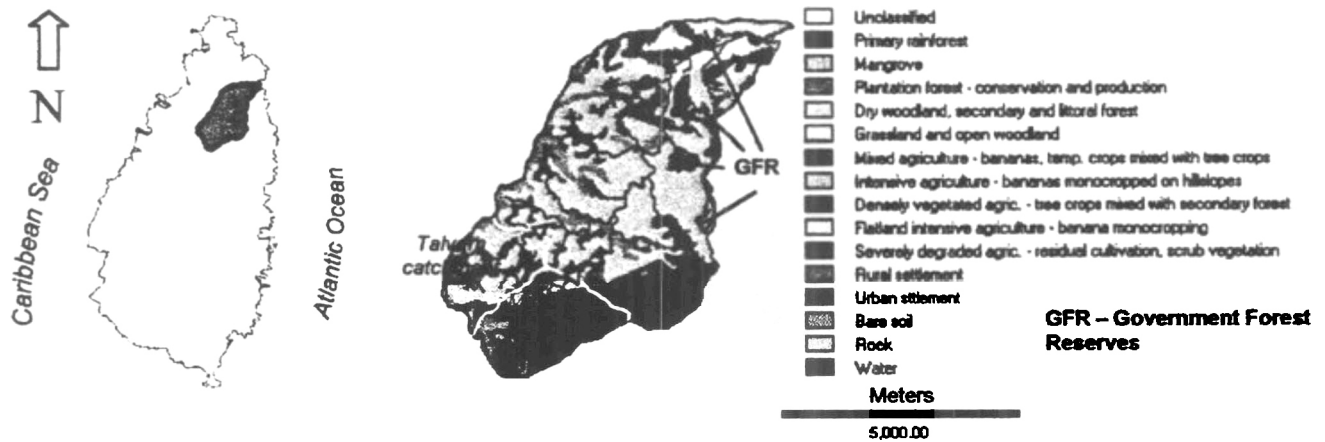 N
Caribbean Sea
Atlantic Ocean
GFR
Unclassified
Primary rainforest
Mangrove
Plantation forest - conservation and production
Dry woodland, secondary and littoral forest
Grassland and open woodland
Mixed agriculture - bananas, temp. crops mixed with tree crops
Intensive agriculture - bananas monocropped on hillslopes
Densely vegetated agric. - tree crops mixed with secondary forest
Flatland intensive agriculture - banana monocropping
Severely degraded agric. - residual cultivation, scrub vegetation
Rural settlement
Urban sttlement
Bare soil
Rock
Water
GFR – Government Forest
Reserves
Meters
5,000.00